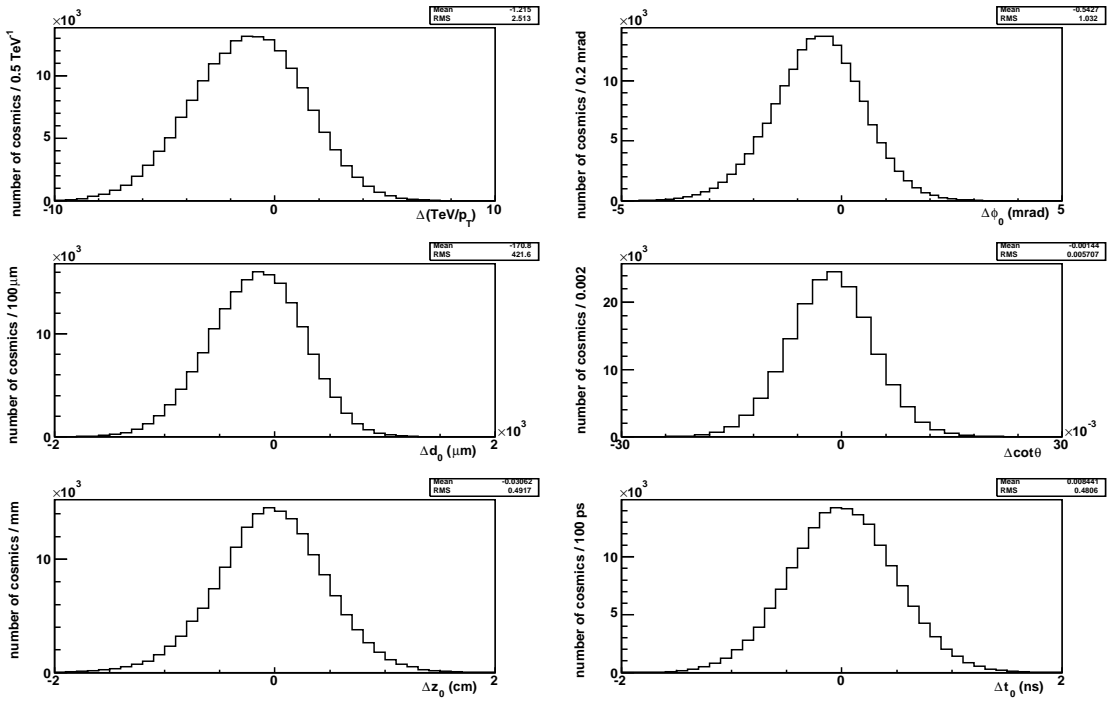 ×10³
Mean -1.215
RMS 2.513
number of cosmics / 0.5 TeV⁻¹
10
5
0
-10 0 10
Δ(TeV/p_T)
×10³
Mean -0.5427
RMS 1.032
number of cosmics / 0.2 mrad
10
5
0
-5 0 5
Δϕ₀ (mrad)
×10³
Mean -170.8
RMS 421.6
number of cosmics / 100μm
10
0
-2 0 2
×10³
Δd₀ (μm)
×10³
Mean -0.00144
RMS 0.005707
number of cosmics / 0.002
20
0
-30 0 30
×10⁻³
Δcotθ
×10³
Mean -0.03062
RMS 0.4917
number of cosmics / mm
10
0
-2 0 2
Δz₀ (cm)
×10³
Mean 0.008441
RMS 0.4806
number of cosmics / 100 ps
10
5
0
-2 0 2
Δt₀ (ns)